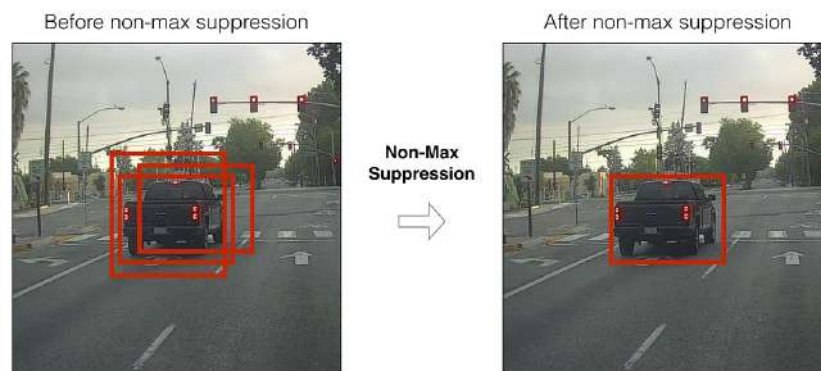 Before non-max suppression
After non-max suppression
Non-Max
Suppression